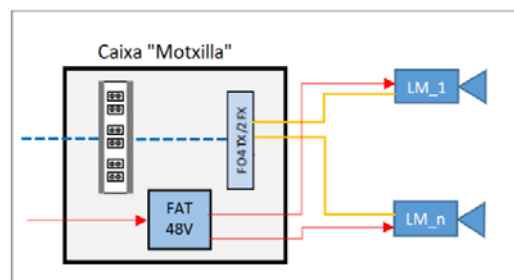 Caixa "Motxilla"
LM_1
FO4TX/2FX
FAT
48V
LM_n